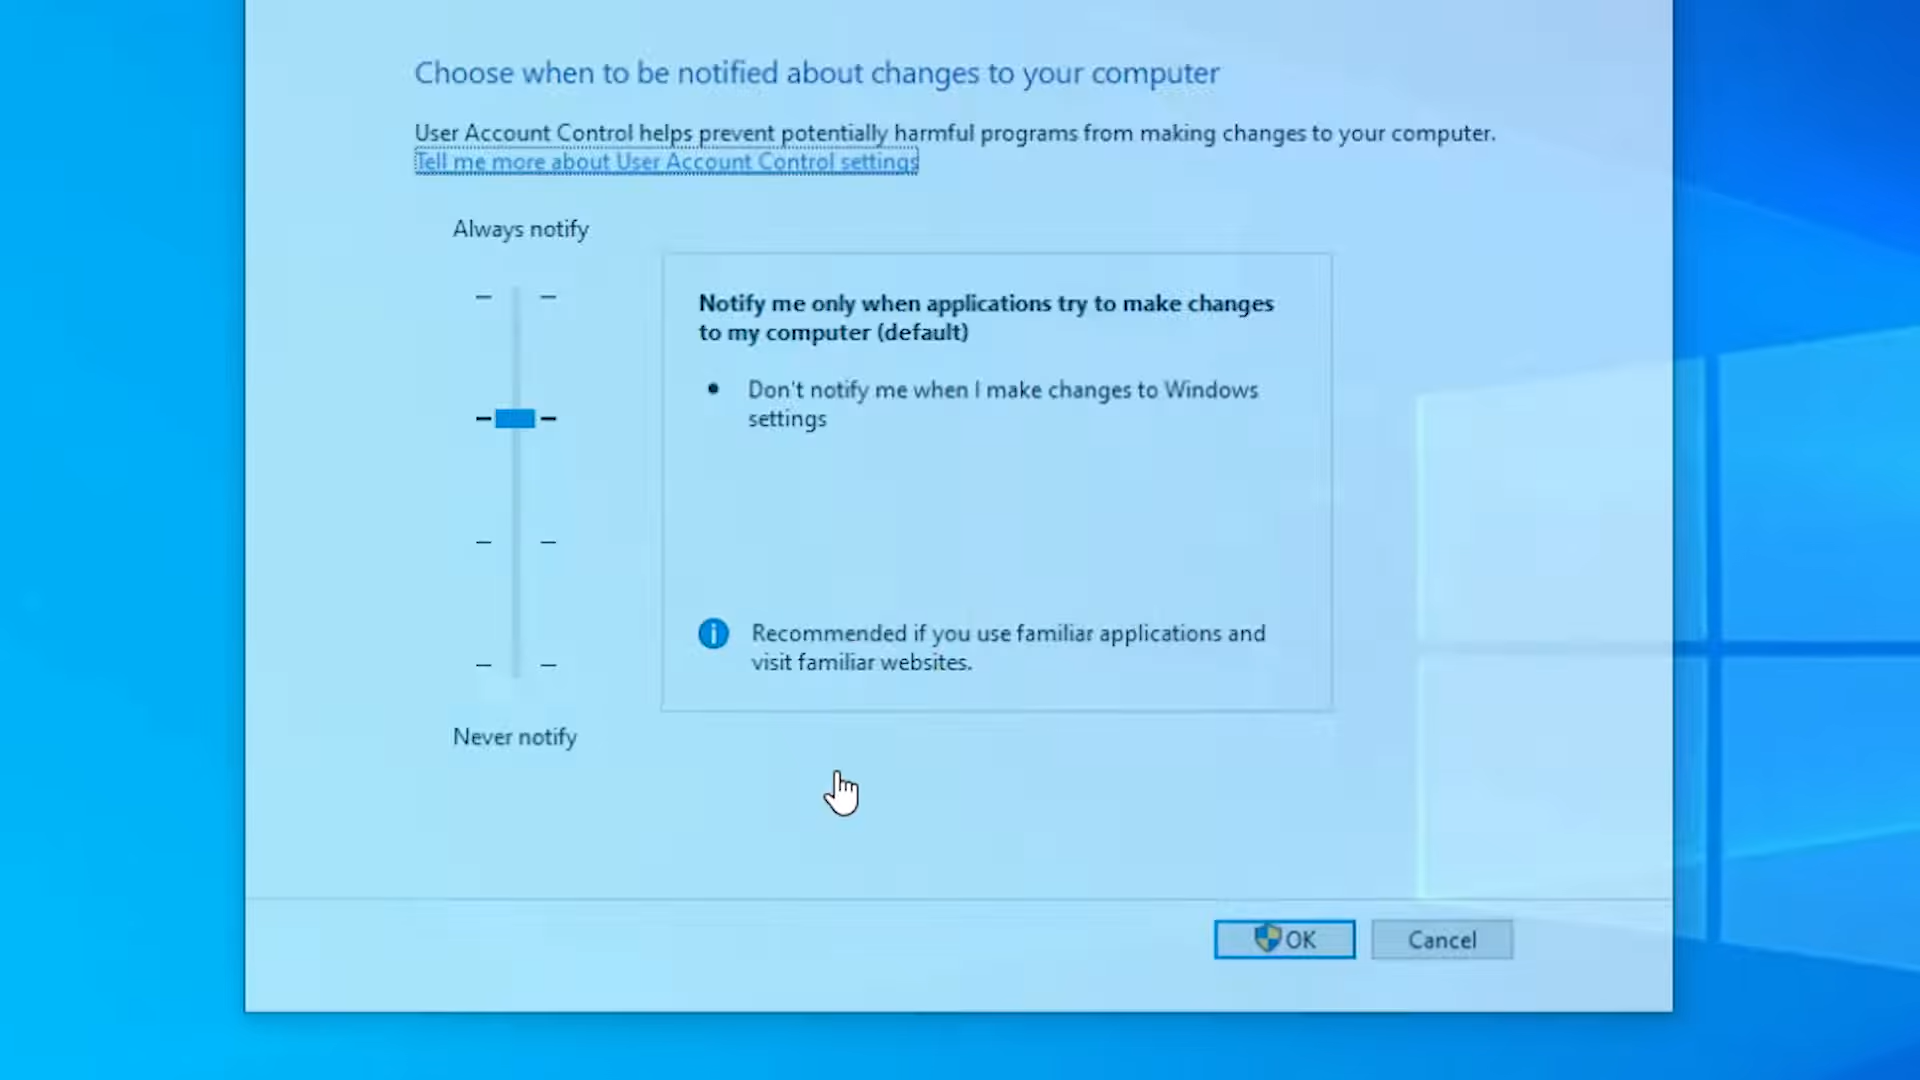 Choose when to be notified about changes to your computer
User Account Control helps prevent potentially harmful programs from making changes to your computer.
Tell me more about User Account Control settings
Always notify
Notify me only when applications try to make changes
to my computer (default)
• Don't notify me when I make changes to Windows
settings
Recommended if you use familiar applications and
visit familiar websites.
Never notify
OK
Cancel